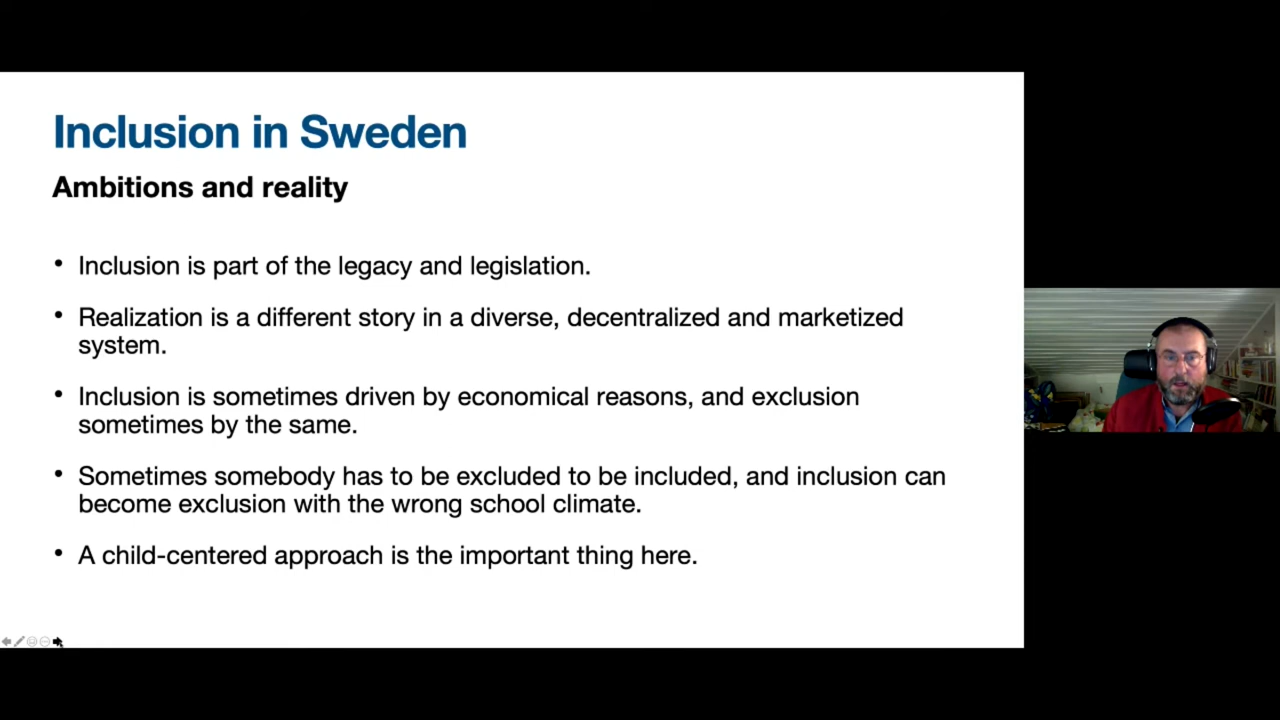 Inclusion in Sweden
Ambitions and reality
• Inclusion is part of the legacy and legislation.
• Realization is a different story in a diverse, decentralized and marketized
system.
• Inclusion is sometimes driven by economical reasons, and exclusion
sometimes by the same.
• Sometimes somebody has to be excluded to be included, and inclusion can
become exclusion with the wrong school climate.
• A child-centered approach is the important thing here.